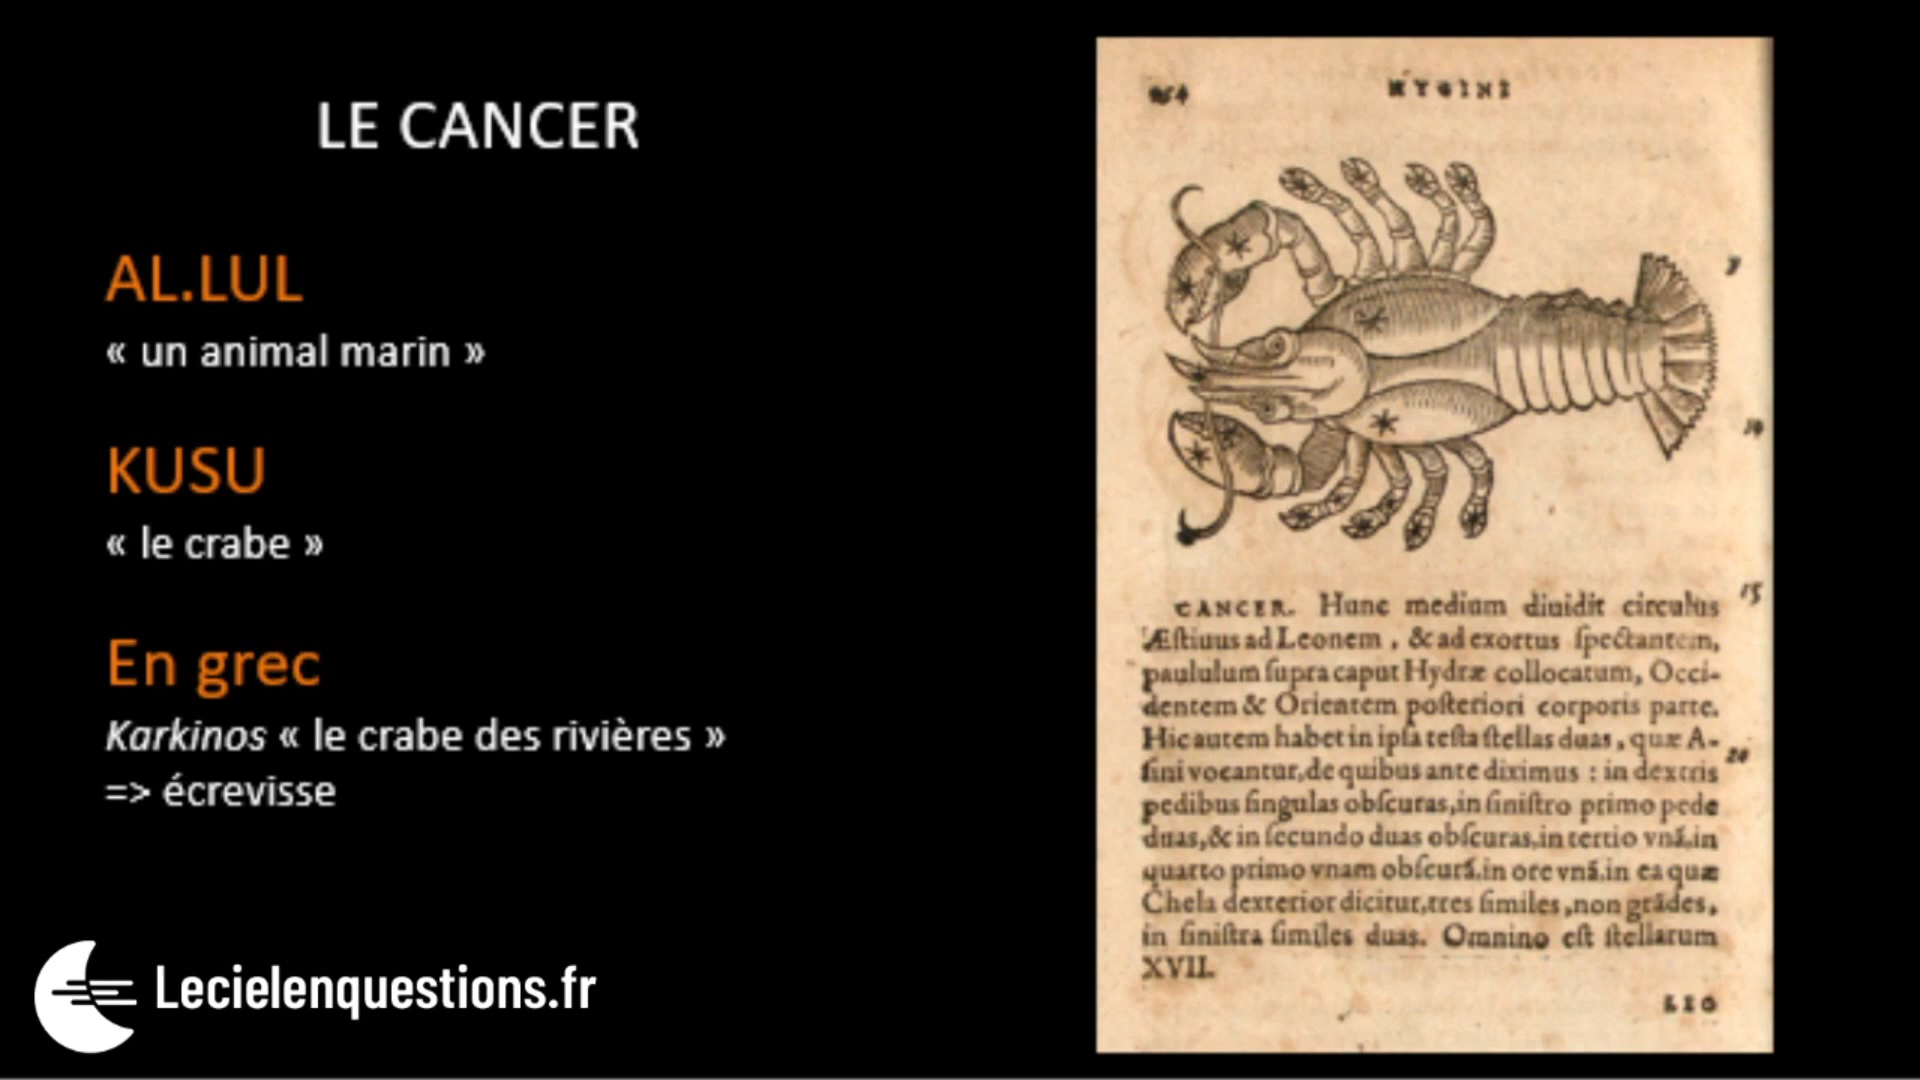 LE CANCER
AL.LUL
« un animal marin »
KUSU
« le crabe »
En grec
Karkinos « le crabe des rivières »
=> écrevisse
Lecielenquestions.fr
HYGINI
7
10
15
20
CANCER. Hunc medium diuidit circulus
Æſtiuus ad Leonem , & ad exortus ſpectantem,
paululum ſupra caput Hydræ collocatum, Occi-
dentem & Orientem poſteriori corporis parte.
Hic autem habet in ipſa teſta ſtellas duas , quæ A-
ſini vocantur, de quibus ante diximus : in dextris
pedibus ſingulas obſcuras, in ſiniſtro primo pede
duas, & in ſecundo duas obſcuras, in tertio vnã, in
quarto primo vnam obſcurã. in ore vnã. in ea quæ
Chela dexterior dicitur, tres ſimiles , non grãdes,
in ſiniſtra ſimiles duas. Omnino eſt ſtellarum
XVII.
LEO